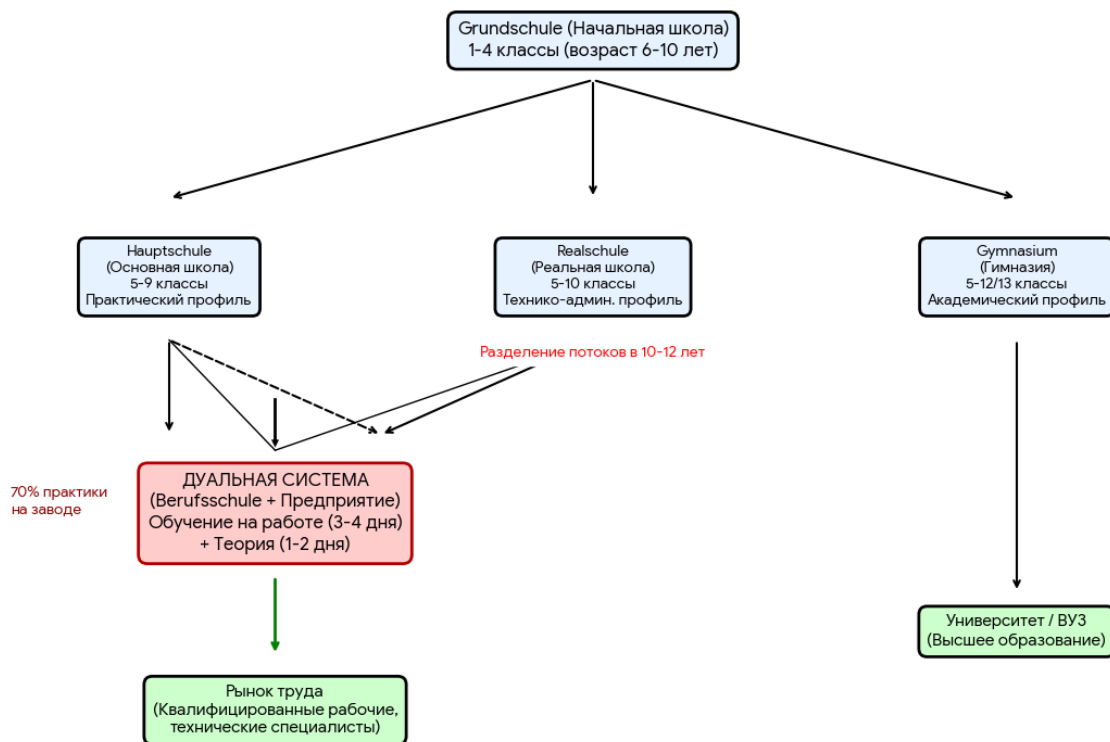 Grundschule (Начальная школа)
1-4 классы (возраст 6-10 лет)
Hauptschule
(Основная школа)
5-9 классы
Практический профиль
Realschule
(Реальная школа)
5-10 классы
Технико-админ. профиль
Gymnasium
(Гимназия)
5-12/13 классы
Академический профиль
Разделение потоков в 10-12 лет
70% практики
на заводе
ДУАЛЬНАЯ СИСТЕМА
(Berufsschule + Предприятие)
Обучение на работе (3-4 дня)
+ Теория (1-2 дня)
Университет / ВУЗ
(Высшее образование)
Рынок труда
(Квалифицированные рабочие,
технические специалисты)